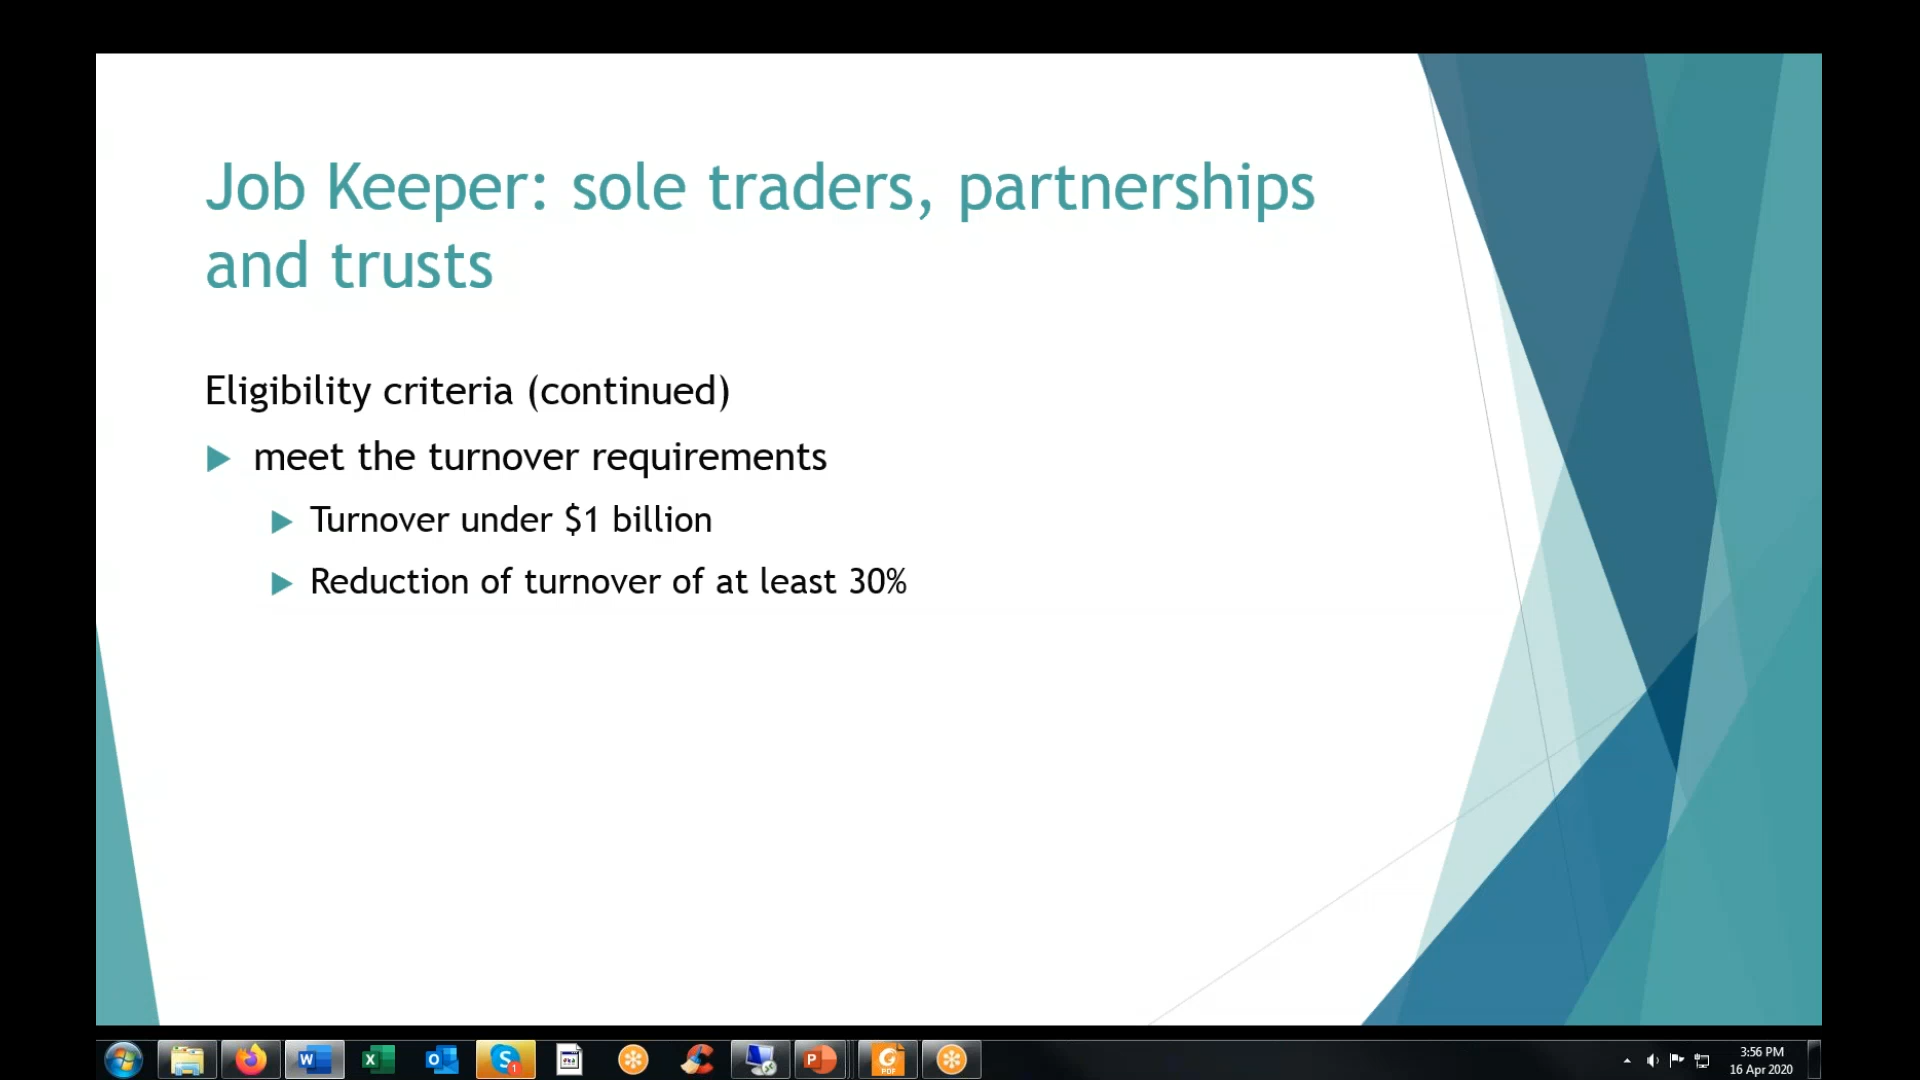 Job Keeper: sole traders, partnerships
and trusts
Eligibility criteria (continued)
meet the turnover requirements
Turnover under $1 billion
Reduction of turnover of at least 30%
3:56 PM
16 Apr 2020